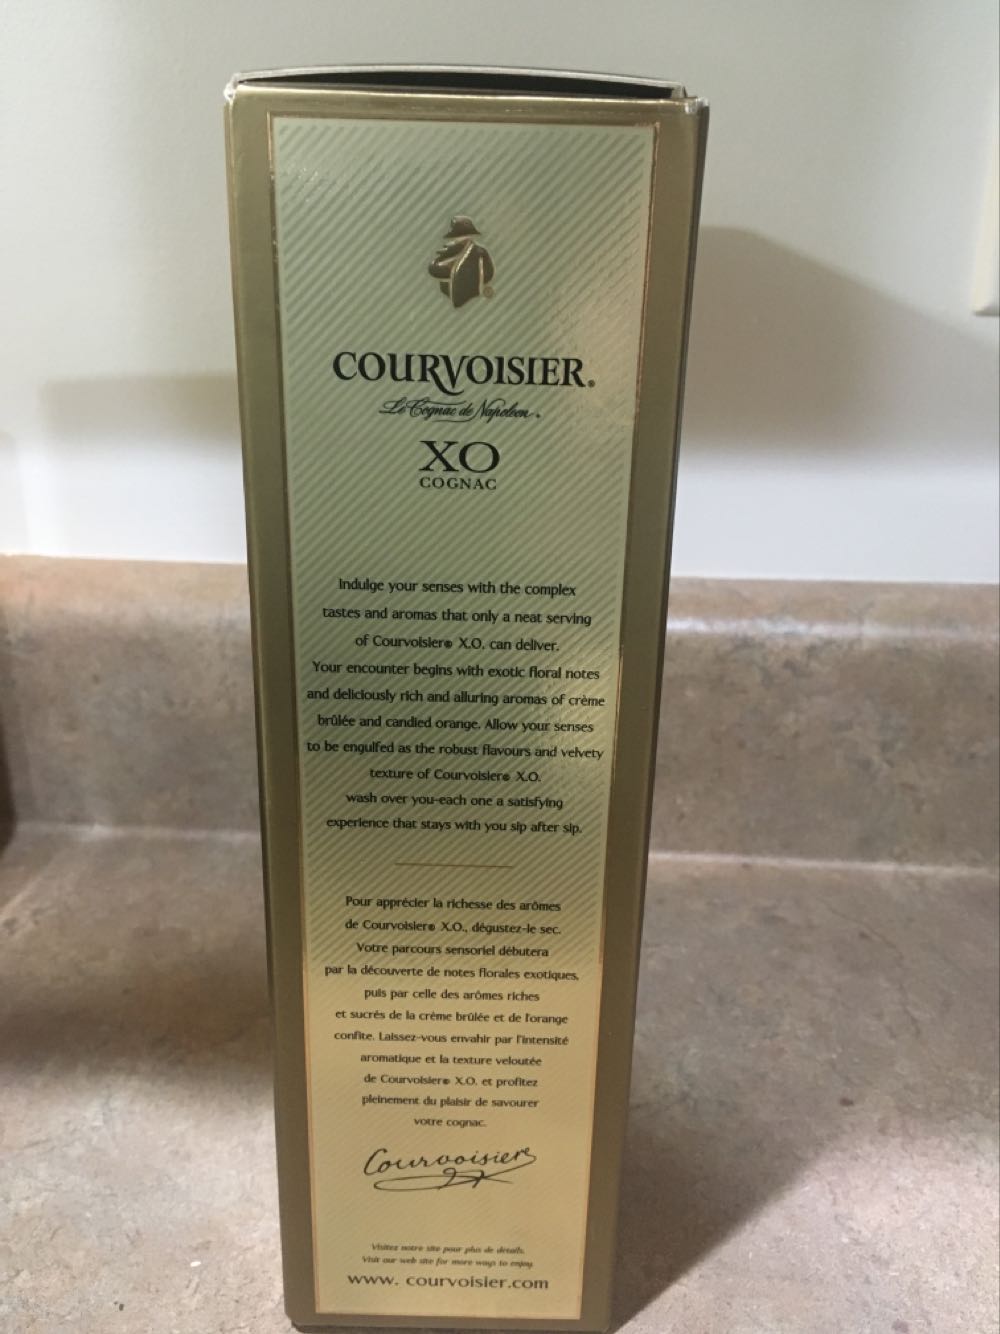 COURVOISIER®
Le Cognac de Napoleon
XO
COGNAC
Indulge your senses with the complex
tastes and aromas that only a neat serving
of Courvoisier® X.O. can deliver.
Your encounter begins with exotic floral notes
and deliciously rich and alluring aromas of crème
brûlée and candied orange. Allow your senses
to be engulfed as the robust flavours and velvety
texture of Courvoisier® X.O.
wash over you-each one a satisfying
experience that stays with you sip after sip.
Pour apprécier la richesse des arômes
de Courvoisier® X.O., dégustez-le sec.
Votre parcours sensoriel débutera
par la découverte de notes florales exotiques,
puis par celle des arômes riches
et sucrés de la crème brûlée et de l'orange
confite. Laissez-vous envahir par l'intensité
aromatique et la texture veloutée
de Courvoisier® X.O. et profitez
pleinement du plaisir de savourer
votre cognac.
Courvoisier
Visitez notre site pour plus de détails.
Visit our web site for more ways to enjoy
www. courvoisier.com